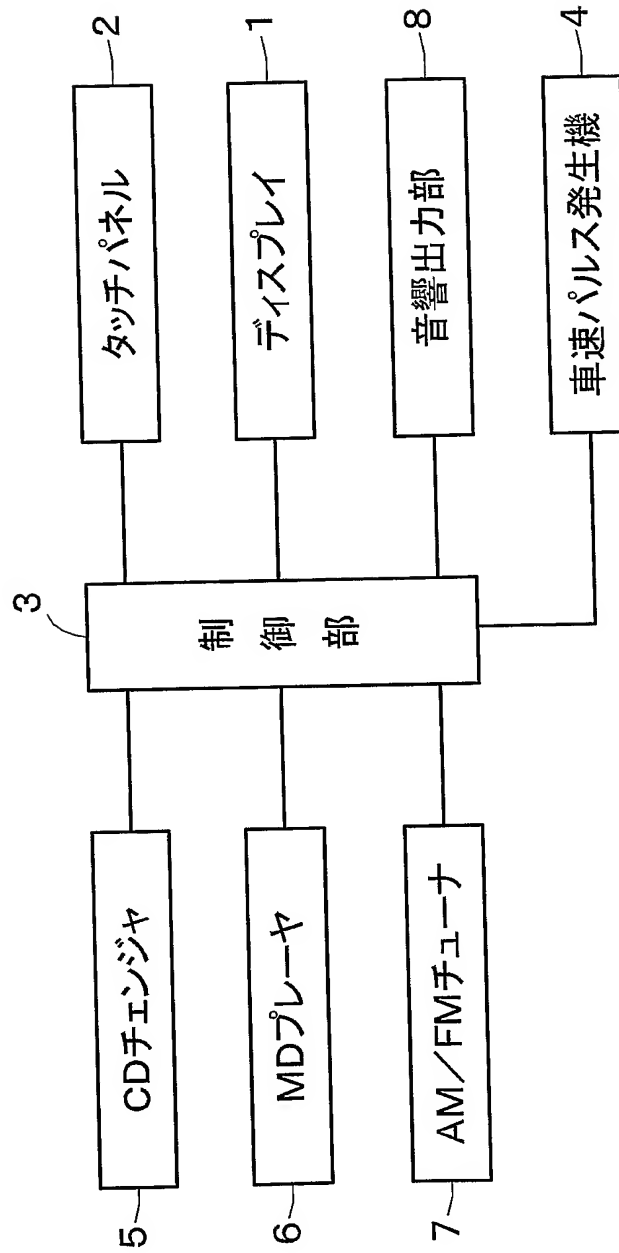 3
制御部
5
CDチェンジャ
6
MDプレーヤ
7
AM／FMチューナ
タッチパネル
2
ディスプレイ
1
音響出力部
8
車速パルス発生機
4